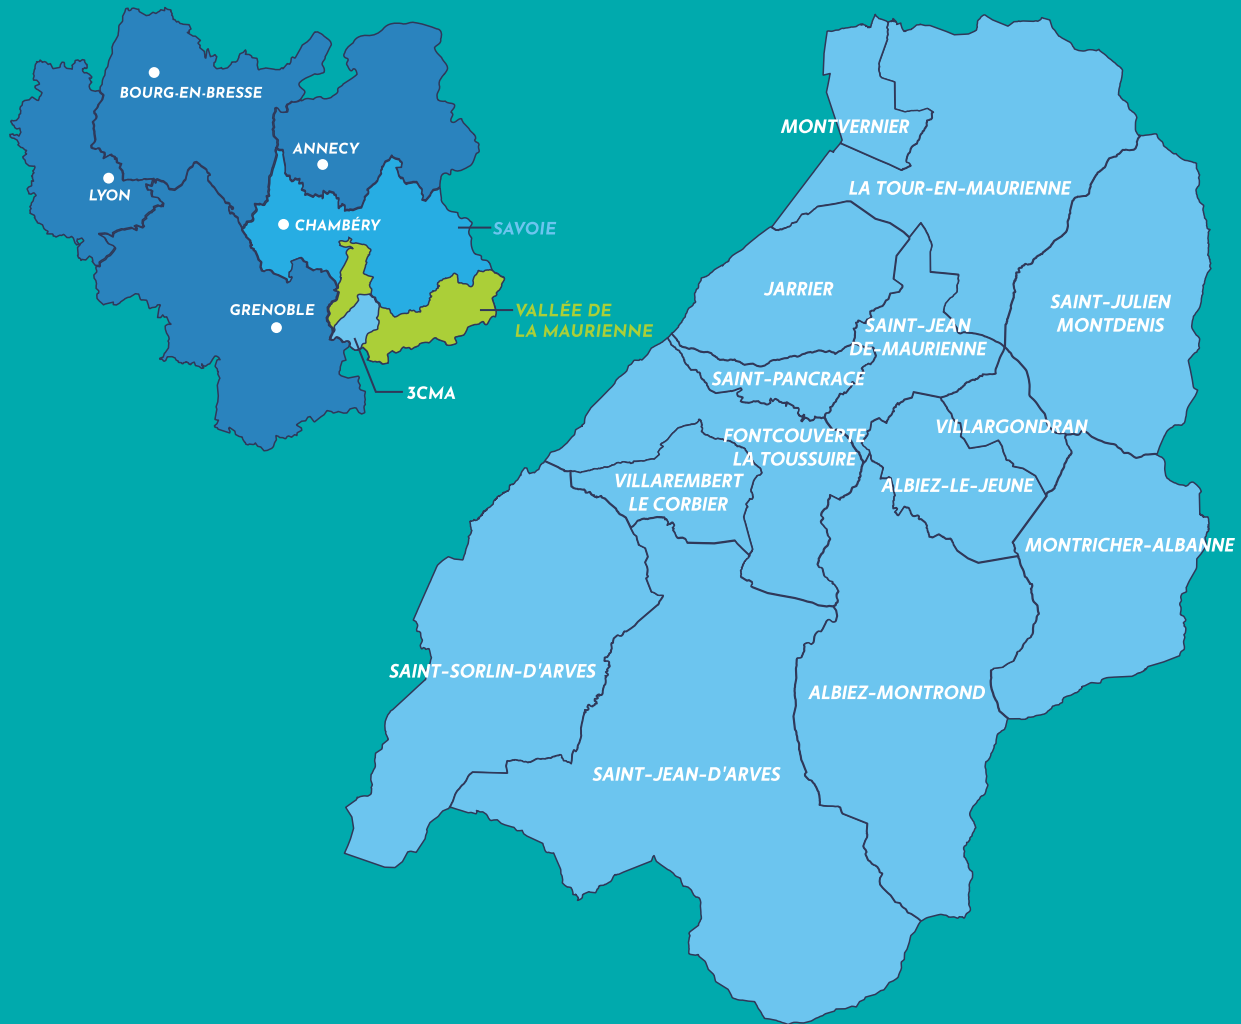 BOURG-EN-BRESSE
ANNECY
LYON
CHAMBÉRY
SAVOIE
GRENOBLE
VALLÉE DE
LA MAURIENNE
3CMA
MONTVERNIER
LA TOUR-EN-MAURIENNE
JARRIER
SAINT-JULIEN
MONTDENIS
SAINT-JEAN
DE-MAURIENNE
SAINT-PANCRACE
FONTCOUVERTE
LA TOUSSUIRE
VILLARGONDRAN
VILLAREMBERT
LE CORBIER
ALBIEZ-LE-JEUNE
MONTRICHER-ALBANNE
SAINT-SORLIN-D'ARVES
ALBIEZ-MONTROND
SAINT-JEAN-D'ARVES